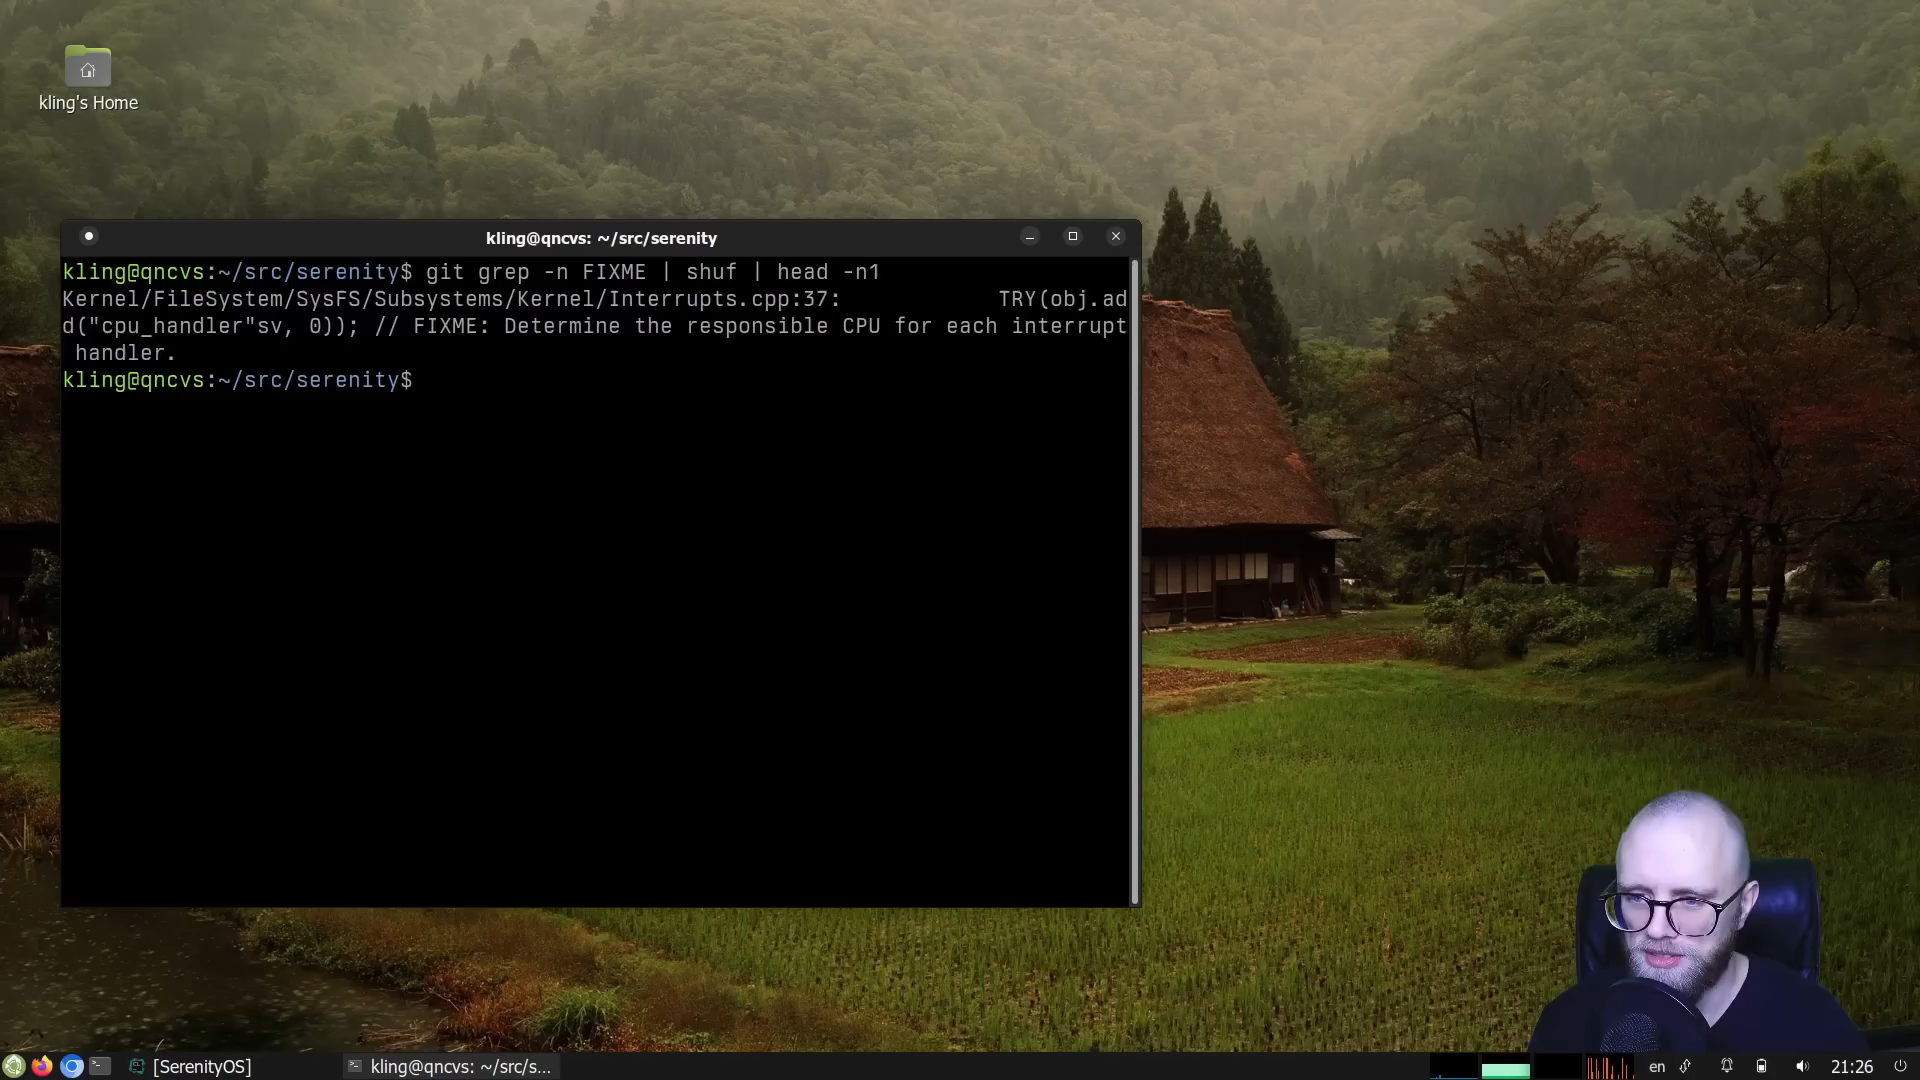 kling's Home
kling@qncvs: ~/src/serenity
kling@qncvs:~/src/serenity$ git grep -n FIXME | shuf | head -n1
Kernel/FileSystem/SysFS/Subsystems/Kernel/Interrupts.cpp:37:            TRY(obj.ad
d("cpu_handler"sv, 0)); // FIXME: Determine the responsible CPU for each interrupt
 handler.
kling@qncvs:~/src/serenity$
[SerenityOS]
kling@qncvs: ~/src/s...
en
21:26